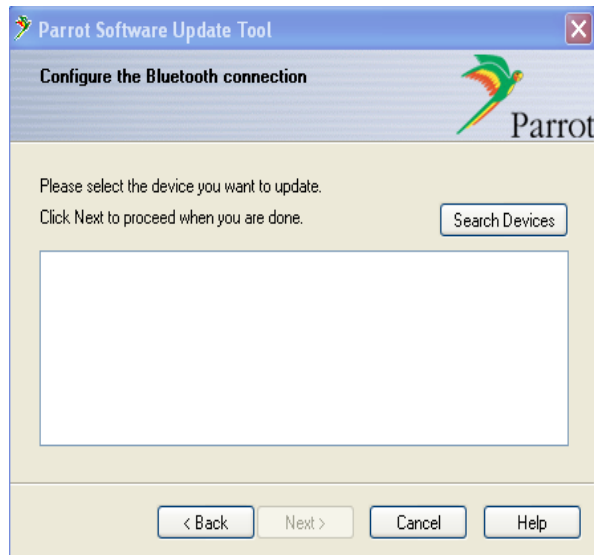 Parrot Software Update Tool
Configure the Bluetooth connection
Parrot
Please select the device you want to update.
Click Next to proceed when you are done.
Search Devices
< Back
Next >
Cancel
Help